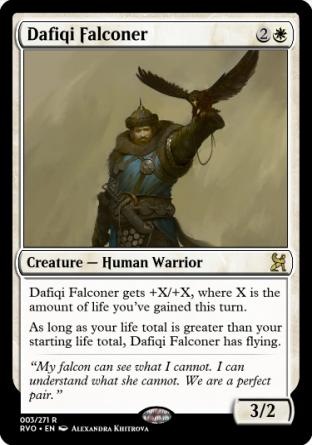 Dafiqi Falconer 2
Creature — Human Warrior
Dafiqi Falconer gets +X/+X, where X is the
amount of life you've gained this turn.
As long as your life total is greater than your
starting life total, Dafiqi Falconer has flying.
"My falcon can see what I cannot. I can
understand what she cannot. We are a perfect
pair."
3/2
003/271 R
RVO • EN ALEXANDRA KHITROVA